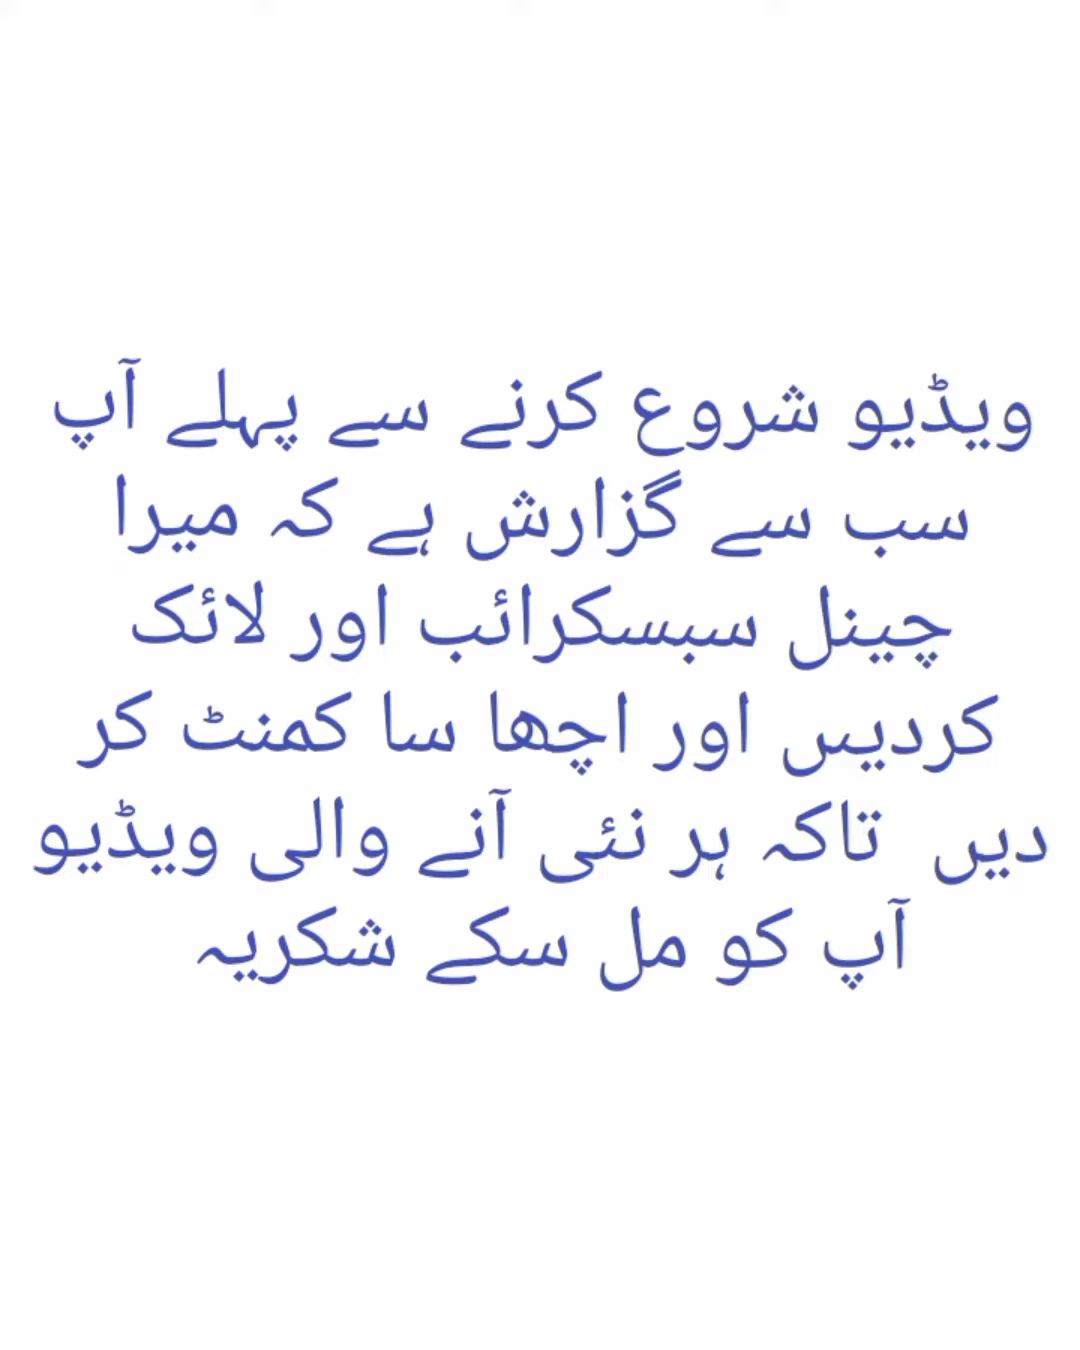 ویڈیو شروع کرنے سے پہلے آپ
سب سے گزارش ہے کہ میرا
چینل سبسکرائب اور لائک
کردیں اور اچھا سا کمنٹ کر
دیں تاکہ ہر نئی آنے والی ویڈیو
آپ کو مل سکے شکریہ